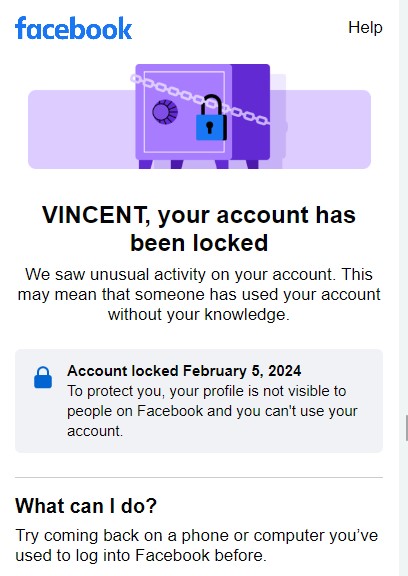 facebook
Help
VINCENT, your account has
been locked
We saw unusual activity on your account. This
may mean that someone has used your account
without your knowledge.
Account locked February 5, 2024
To protect you, your profile is not visible to
people on Facebook and you can't use your
account.
What can I do?
Try coming back on a phone or computer you’ve
used to log into Facebook before.